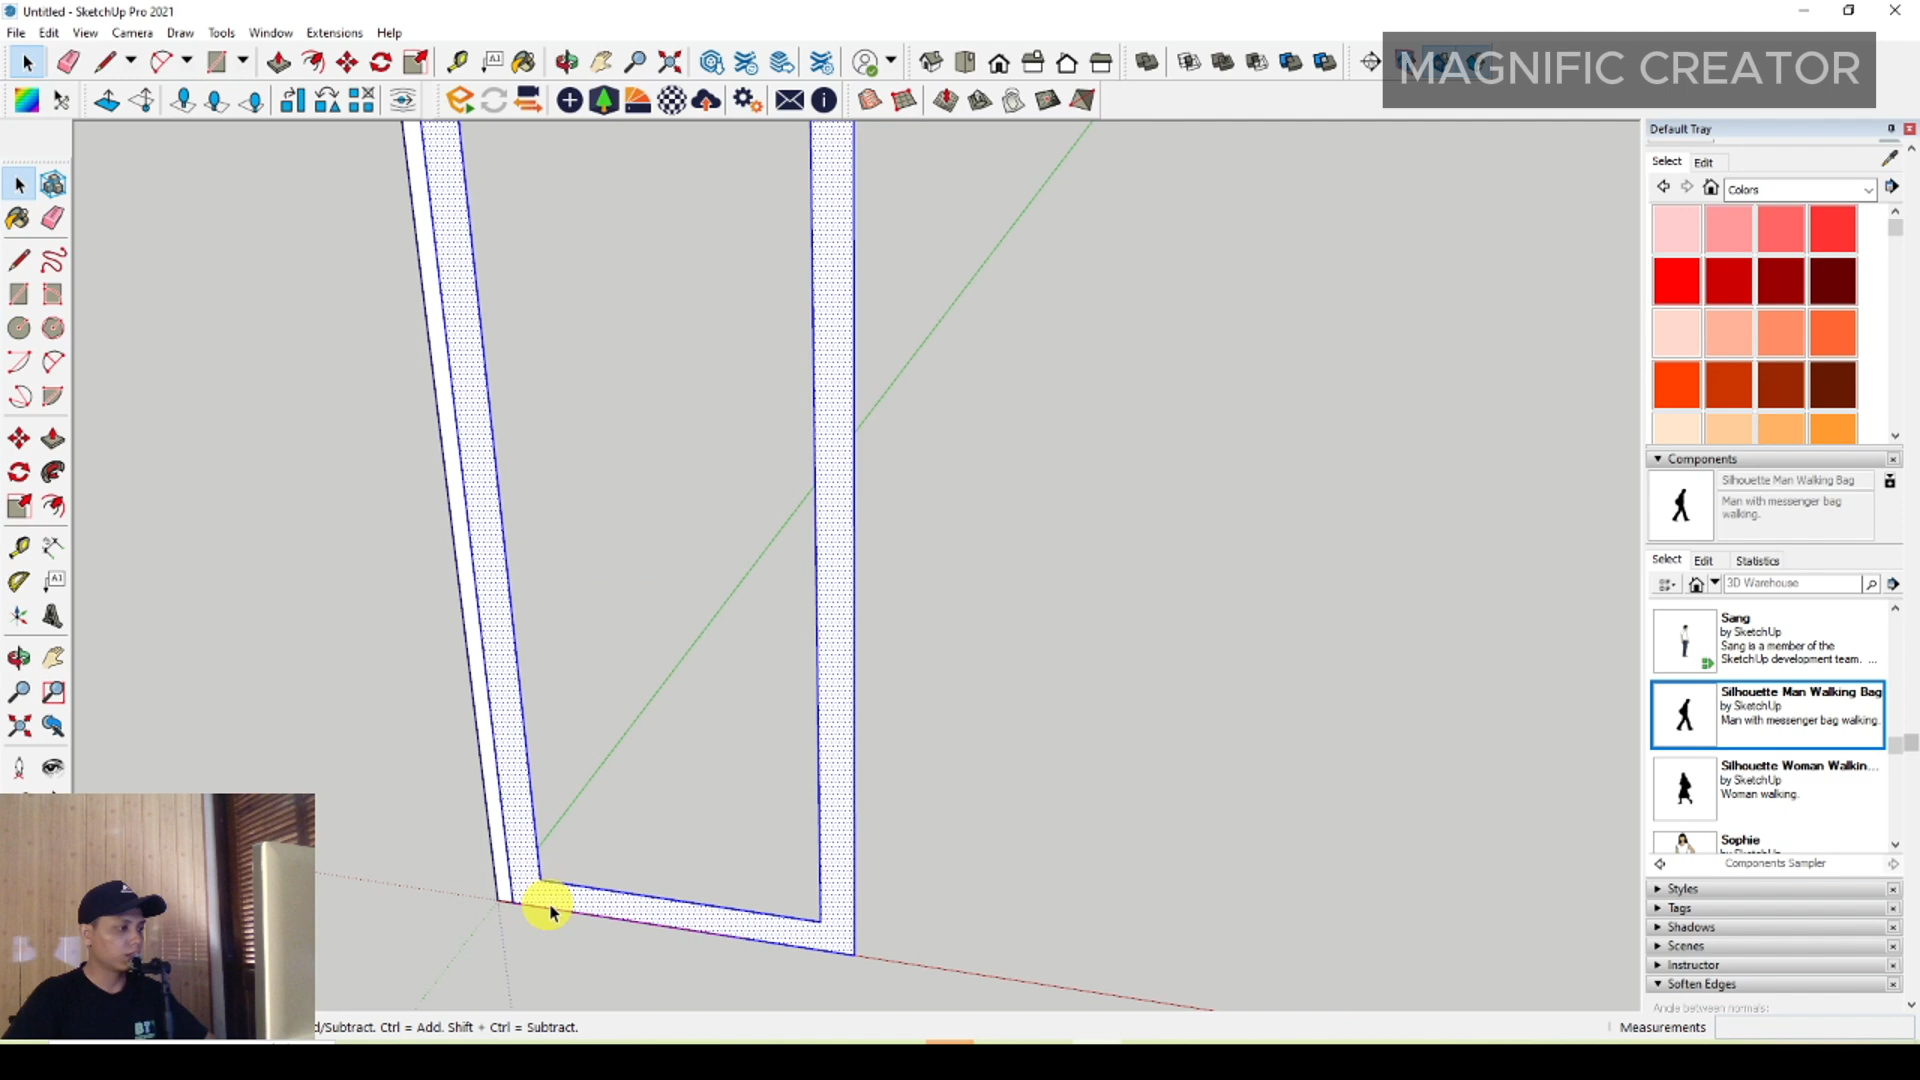 Untitled - SketchUp Pro 2021
File Edit View Camera Draw Tools Window Extensions Help
MAGNIFIC CREATOR
Default Tray
Select Edit
Colors
Components
Silhouette Man Walking Bag
Man with messenger bag
walking.
Select Edit Statistics
3D Warehouse
Sang
by SketchUp
Sang is a member of the
SketchUp development team. ...
Silhouette Man Walking Bag
by SketchUp
Man with messenger bag walking.
Silhouette Woman Walkin...
by SketchUp
Woman walking.
Sophie
Components Sampler
Styles
Tags
Shadows
Scenes
Instructor
Soften Edges
Angle between normals:
d/Subtract. Ctrl = Add. Shift + Ctrl = Subtract.
Measurements